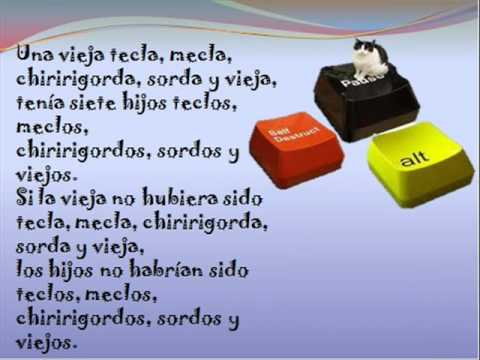 Una vieja tecla, mecla,
chiririgorda, sorda y vieja,
tenía siete hijos teclos,
meclos,
chiririgordos, sordos y
viejos.
Si la vieja no hubiera sido
tecla, mecla, chiririgorda,
sorda y vieja,
los hijos no habrían sido
teclos, meclos,
chiririgordos, sordos y
viejos.
Pause
Self
Destruct
alt